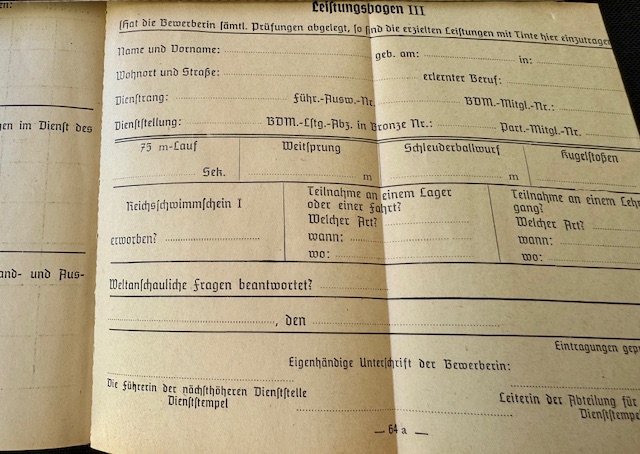 en:
gen im Dienst des
and- und Aus-
Leistungsbogen III
(Hat die Bewerberin sämtl. Prüfungen abgelegt, so sind die erzielten Leistungen mit Tinte hier einzutragen
Name und Vorname: geb. am: in:
Wohnort und Straße: erlernter Beruf:
Dienstrang: Führ.-Ausw.-Nr. BDM.-Mitgl.-Nr.:
Dienststellung: BDM.-Lstg.-Abz. in Bronze Nr.: Part.-Mitgl.-Nr.
75 m-Lauf Weitsprung Schleuderballwurf Kugelstoßen
Sek. m m
Reichsschwimmschein I Teilnahme an einem Lager Teilnahme an einem Lehr
oder einer Fahrt? gang?
Welcher Art? Welcher Art?
erworben? wann: wann:
wo: wo:
Weltanschauliche Fragen beantwortet?
, den
Eintragungen gepr
Eigenhändige Unterschrift der Bewerberin:
Die Führerin der nächsthöheren Dienststelle Leiterin der Abteilung für
Dienststempel Dienststempel
— 64 a —